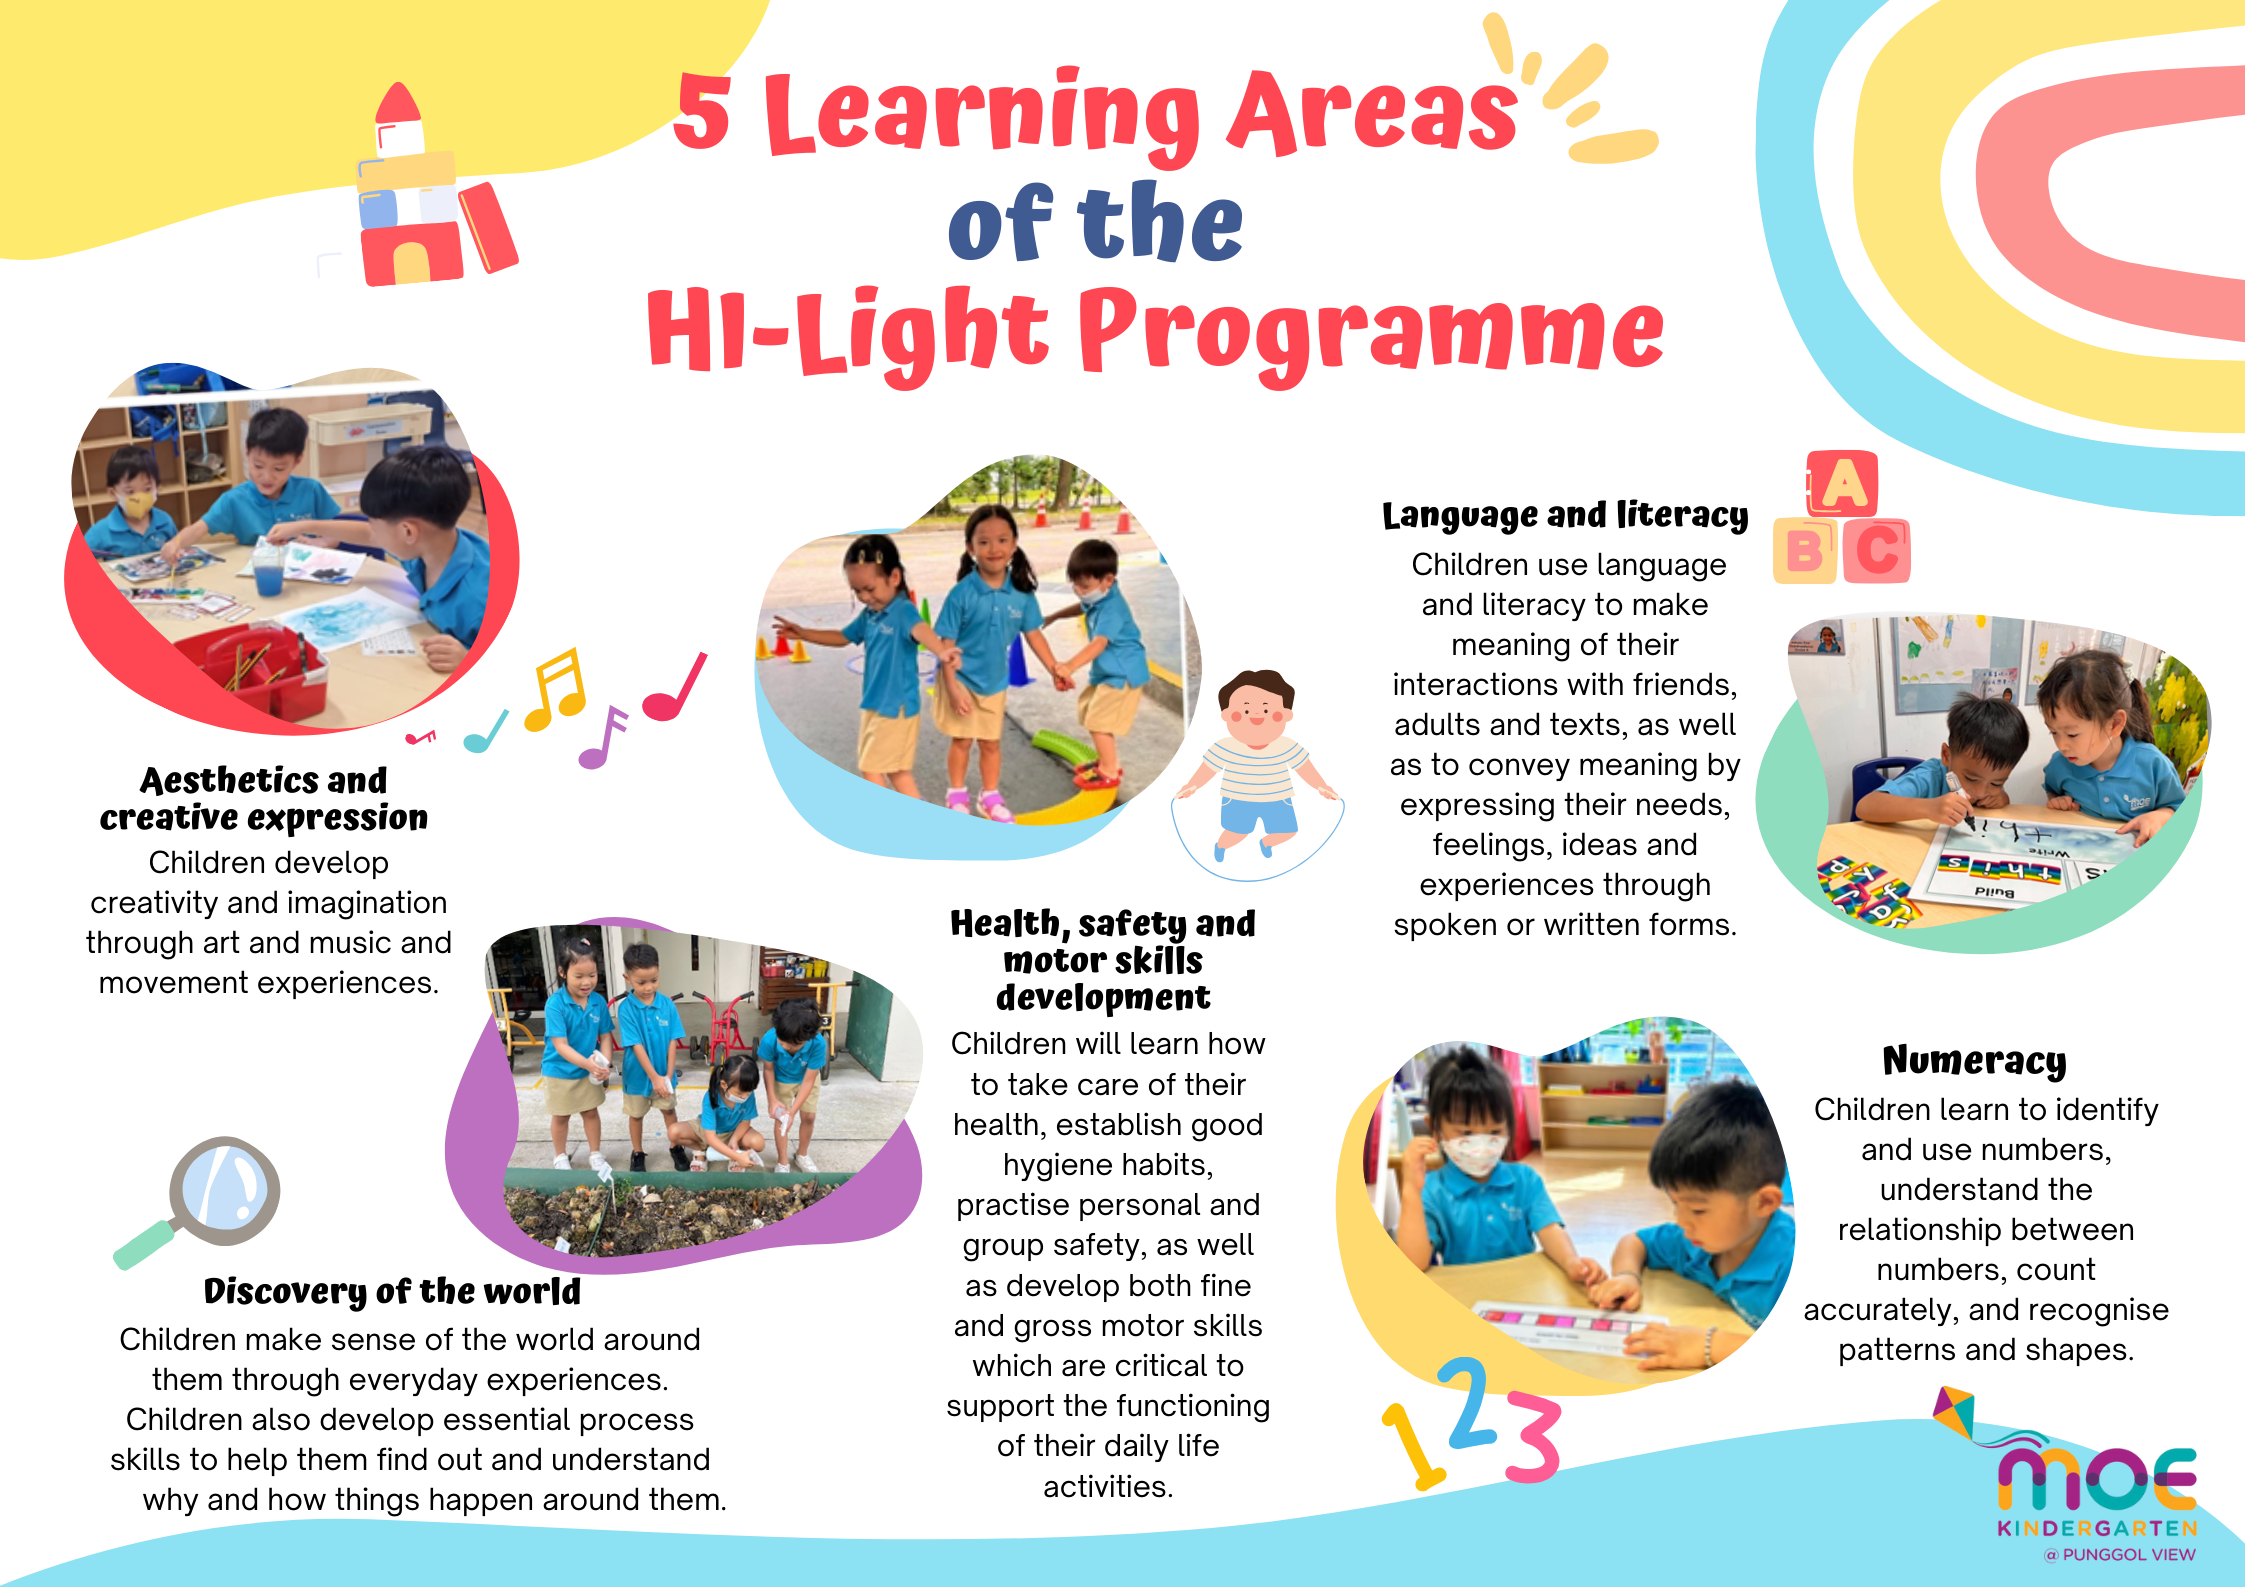 5 Learning Areas
of the
HI-Light Programme
Aesthetics and
creative expression
Children develop
creativity and imagination
through art and music and
movement experiences.
Discovery of the world
Children make sense of the world around
them through everyday experiences.
Children also develop essential process
skills to help them find out and understand
why and how things happen around them.
Health, safety and
motor skills
development
Children will learn how
to take care of their
health, establish good
hygiene habits,
practise personal and
group safety, as well
as develop both fine
and gross motor skills
which are critical to
support the functioning
of their daily life
activities.
Language and literacy
Children use language
and literacy to make
meaning of their
interactions with friends,
adults and texts, as well
as to convey meaning by
expressing their needs,
feelings, ideas and
experiences through
spoken or written forms.
A
B C
Build
this
Write
thi
Numeracy
Children learn to identify
and use numbers,
understand the
relationship between
numbers, count
accurately, and recognise
patterns and shapes.
1 2 3
MOE
KINDERGARTEN
@ PUNGGOL VIEW